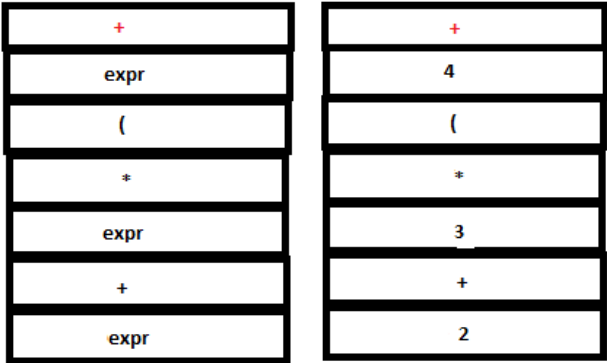 + +
expr 4
( (
* *
expr 3
+ +
expr 2